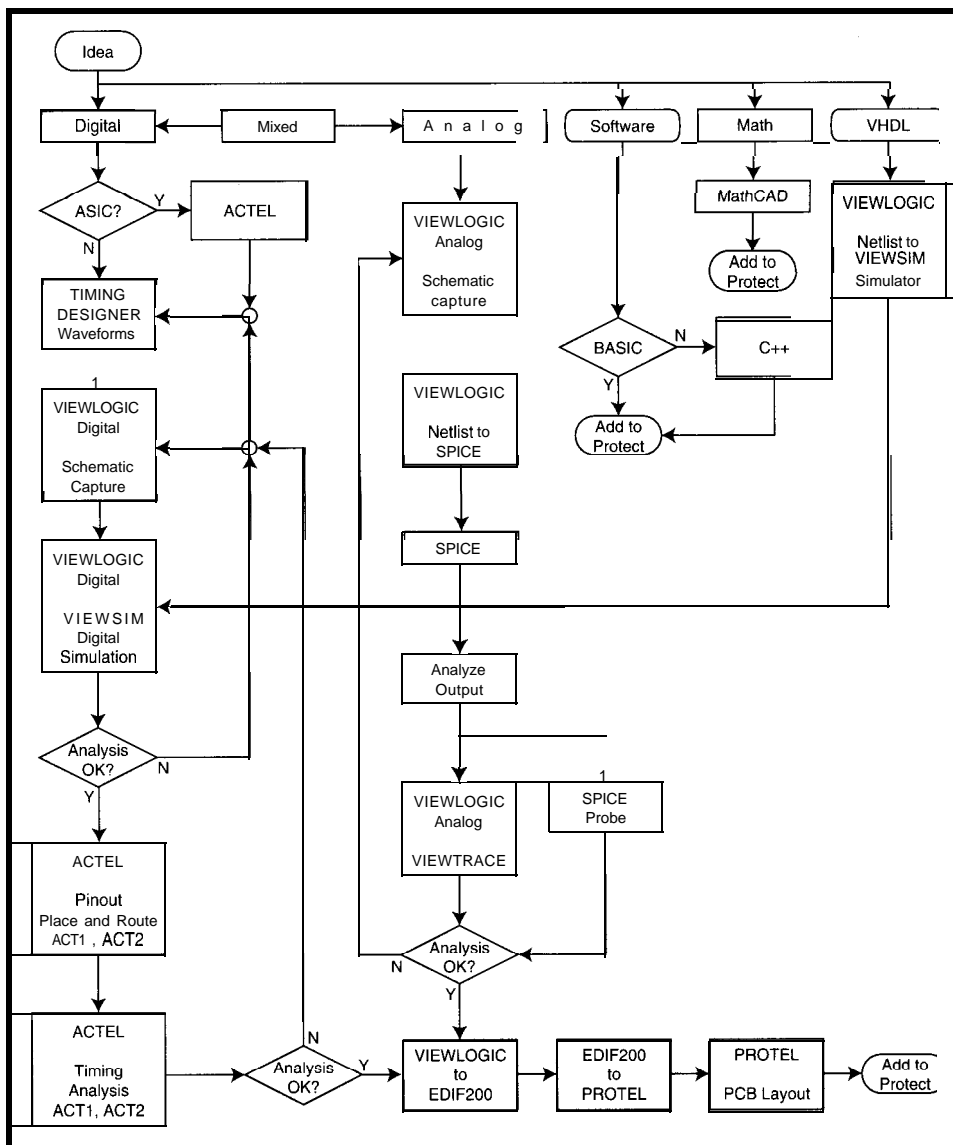 Idea
Digital
Mixed
Analog
Software
Math
VHDL
ASIC?
Y
N
ACTEL
VIEWLOGIC
Analog
Schematic
capture
MathCAD
Add to
Protect
VIEWLOGIC
Netlist to
VIEWSIM
Simulator
TIMING
DESIGNER
Waveforms
BASIC
N
Y
C++
Add to
Protect
1
VIEWLOGIC
Digital
Schematic
Capture
VIEWLOGIC
Netlist to
SPICE
SPICE
VIEWLOGIC
Digital
VIEWSIM
Digital
Simulation
Analyze
Output
Analysis
OK?
N
Y
VIEWLOGIC
Analog
VIEWTRACE
1
SPICE
Probe
ACTEL
Pinout
Place and Route
ACT1 , ACT2
Analysis
OK?
N
Y
ACTEL
Timing
Analysis
ACT1, ACT2
N
Analysis
OK?
Y
VIEWLOGIC
to
EDIF200
EDIF200
to
PROTEL
PROTEL
PCB Layout
Add to
Protect